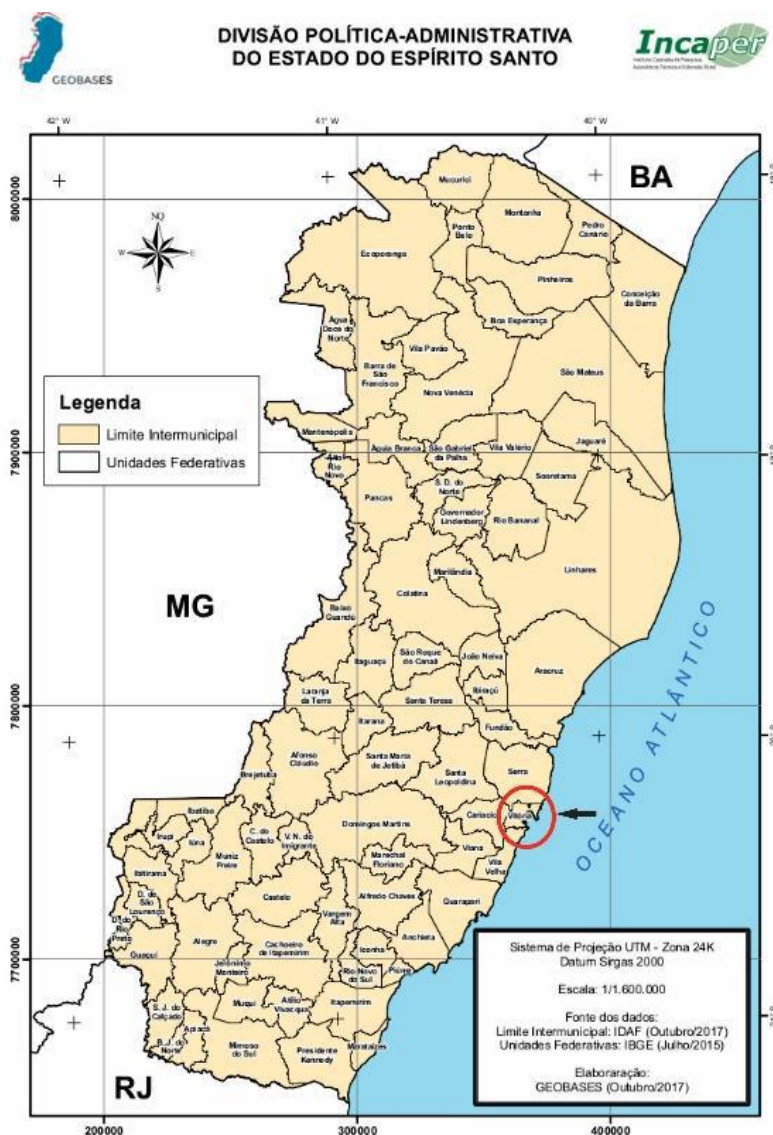 GEOBASES
DIVISÃO POLÍTICA-ADMINISTRATIVA
DO ESTADO DO ESPÍRITO SANTO
Incaper
42° W
41° W
40° W
8000000
7900000
7800000
7700000
BA
NO
W
E
S
Mucurici
Montanha
Ponto
Belo
Pedro
Canário
Ecoporanga
Pinheiros
Conceição
da Barra
Água
Doce do
Norte
Boa Esperança
Vila Pavão
Barra de
São
Francisco
São Mateus
Nova Venécia
Legenda
Limite Intermunicipal
Unidades Federativas
Mantenópolis
Alto
Rio
Novo
Águia Branca
São Gabriel
da Palha
Vila Valério
Jaguaré
Sooretama
Pancas
S. D. do
Norte
Governador
Lindenberg
Rio Bananal
Linhares
Marilândia
Colatina
MG
Baixo
Guandú
Itaguaçu
São Roque
do Canaã
João Neiva
Aracruz
Ibiraçú
Laranja
da Terra
Santa Teresa
Itarana
Fundão
Afonso
Cláudio
Santa Maria
de Jetibá
Brejetuba
Santa
Leopoldina
Serra
OCEANO ATLÂNTICO
Cariacic
Vitória
Ibatiba
Irupi
Iúna
C. do
Castelo
V. N. do
Imigrante
Domingos Martins
Viana
Muniz
Freire
Marechal
Floriano
Vila
Velha
Ibitirama
Castelo
Alfredo Chaves
Guarapari
D. de
São
Lourenço
Vargem
Alta
D. do Rio
Preto
Alegre
Cachoeiro
de Itapemirim
Iconha
Anchieta
Guaçuí
Jerônimo
Monteiro
Rio Novo
do Sul
Piúma
S. J. do
Calçado
Muqui
Atílio
Vivacqua
Itapemirim
Apiacá
B. J. do
Norte
Mimoso
do Sul
Presidente
Kennedy
Marataízes
RJ
Sistema de Projeção UTM - Zona 24K
Datum Sirgas 2000
Escala: 1/1.600.000
Fonte dos dados:
Limite Intermunicipal: IDAF (Outubro/2017)
Unidades Federativas: IBGE (Julho/2015)
Elaboraração:
GEOBASES (Outubro/2017)
200000
300000
400000